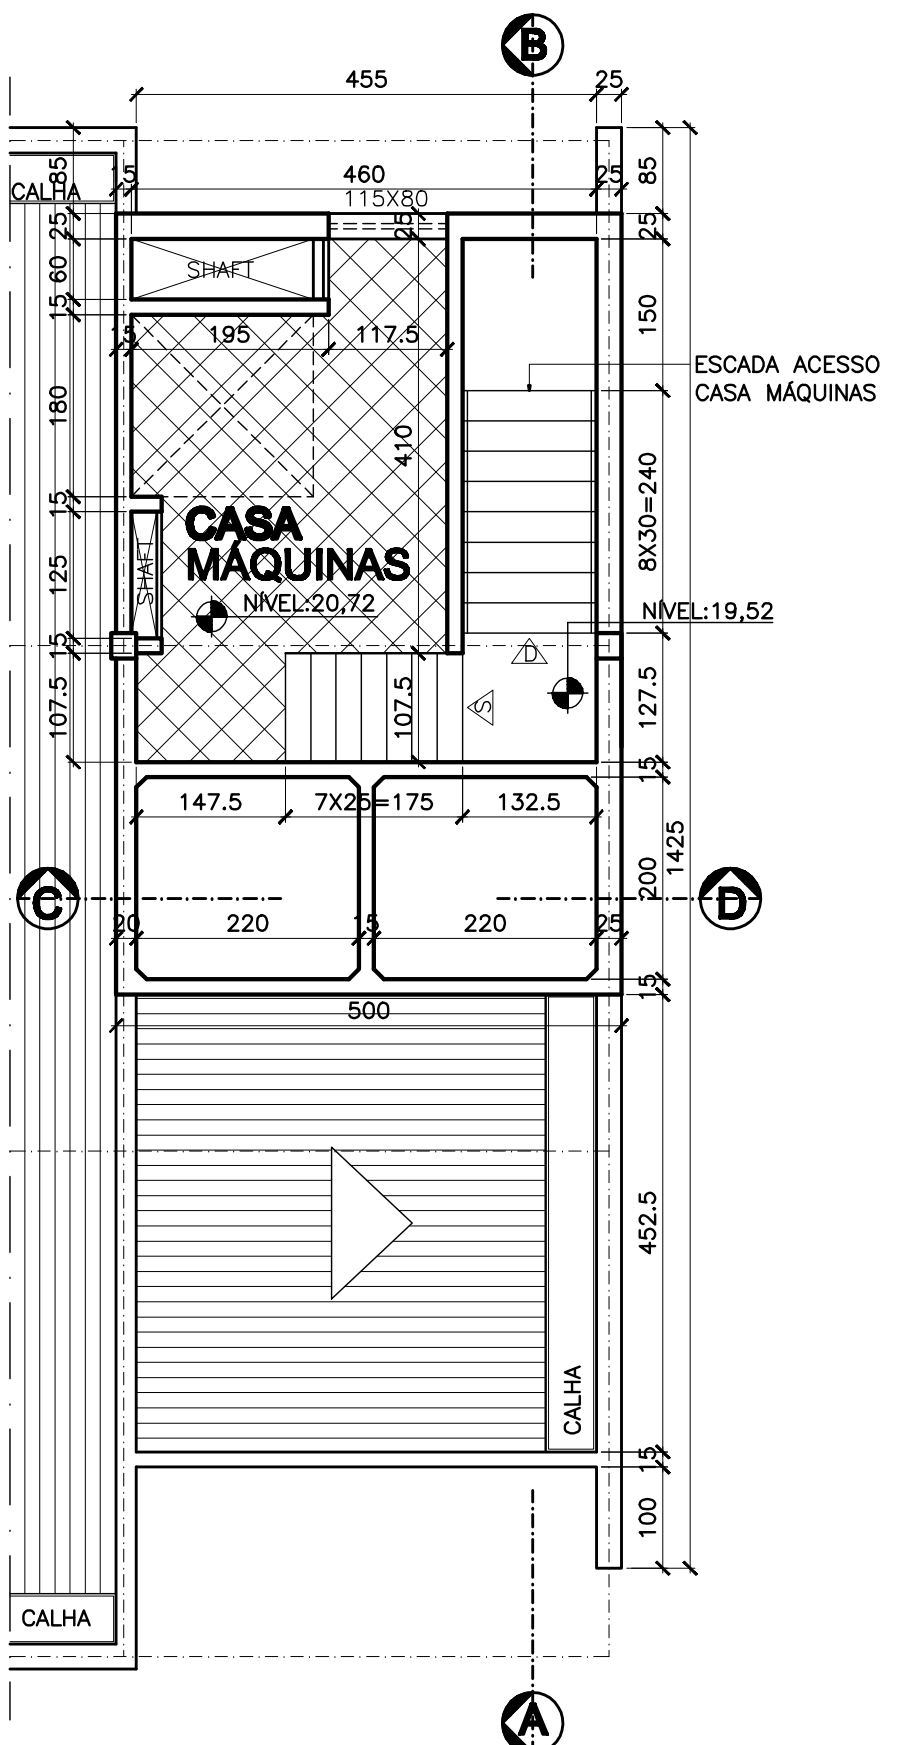 B
455
25
85
15
460
25
85
CALHA
115X80
25
25
25
60
SHAFT
150
15
15
195
117.5
ESCADA ACESSO
CASA MÁQUINAS
180
410
8X30=240
15
CASA
MÁQUINAS
125
SHAFT
NÍVEL:20,72
NÍVEL:19,52
15
D
107.5
107.5
S
127.5
15
147.5
7X25=175
132.5
1425
200
C
D
20
220
15
220
25
15
500
452.5
CALHA
15
100
CALHA
A